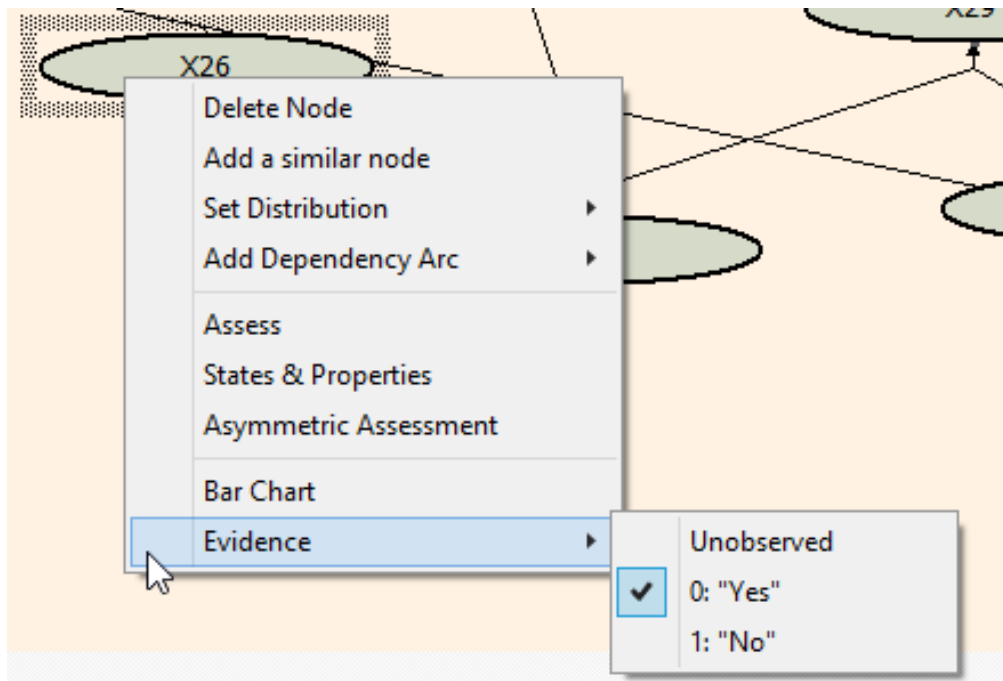 X29
X26
Delete Node
Add a similar node
Set Distribution
Add Dependency Arc
Assess
States & Properties
Asymmetric Assessment
Bar Chart
Evidence
Unobserved
0: "Yes"
1: "No"